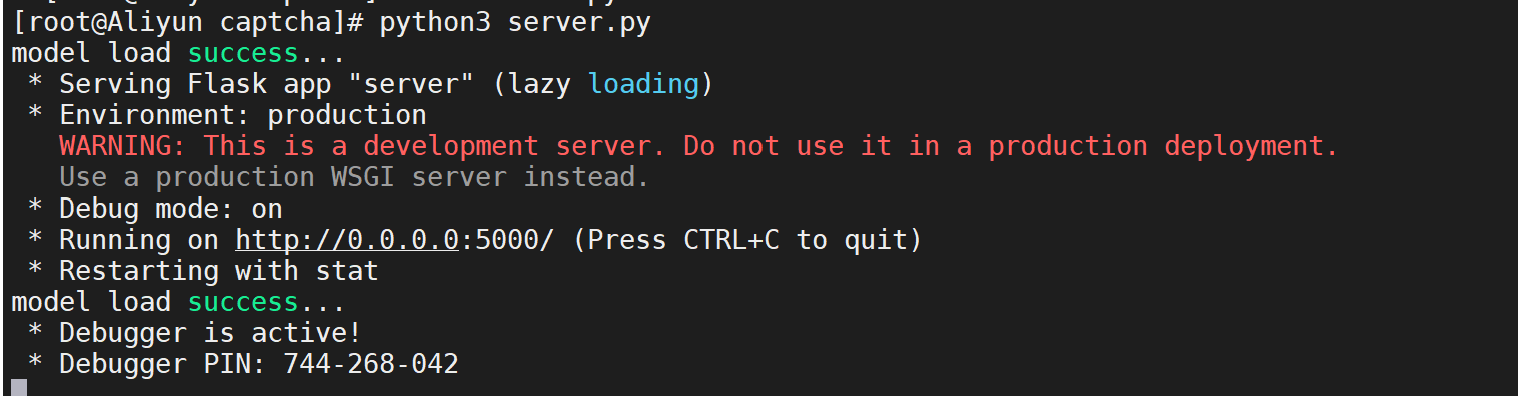 [root@Aliyun captcha]# python3 server.py
model load success...
 * Serving Flask app "server" (lazy loading)
 * Environment: production
   WARNING: This is a development server. Do not use it in a production deployment.
   Use a production WSGI server instead.
 * Debug mode: on
 * Running on http://0.0.0.0:5000/ (Press CTRL+C to quit)
 * Restarting with stat
model load success...
 * Debugger is active!
 * Debugger PIN: 744-268-042